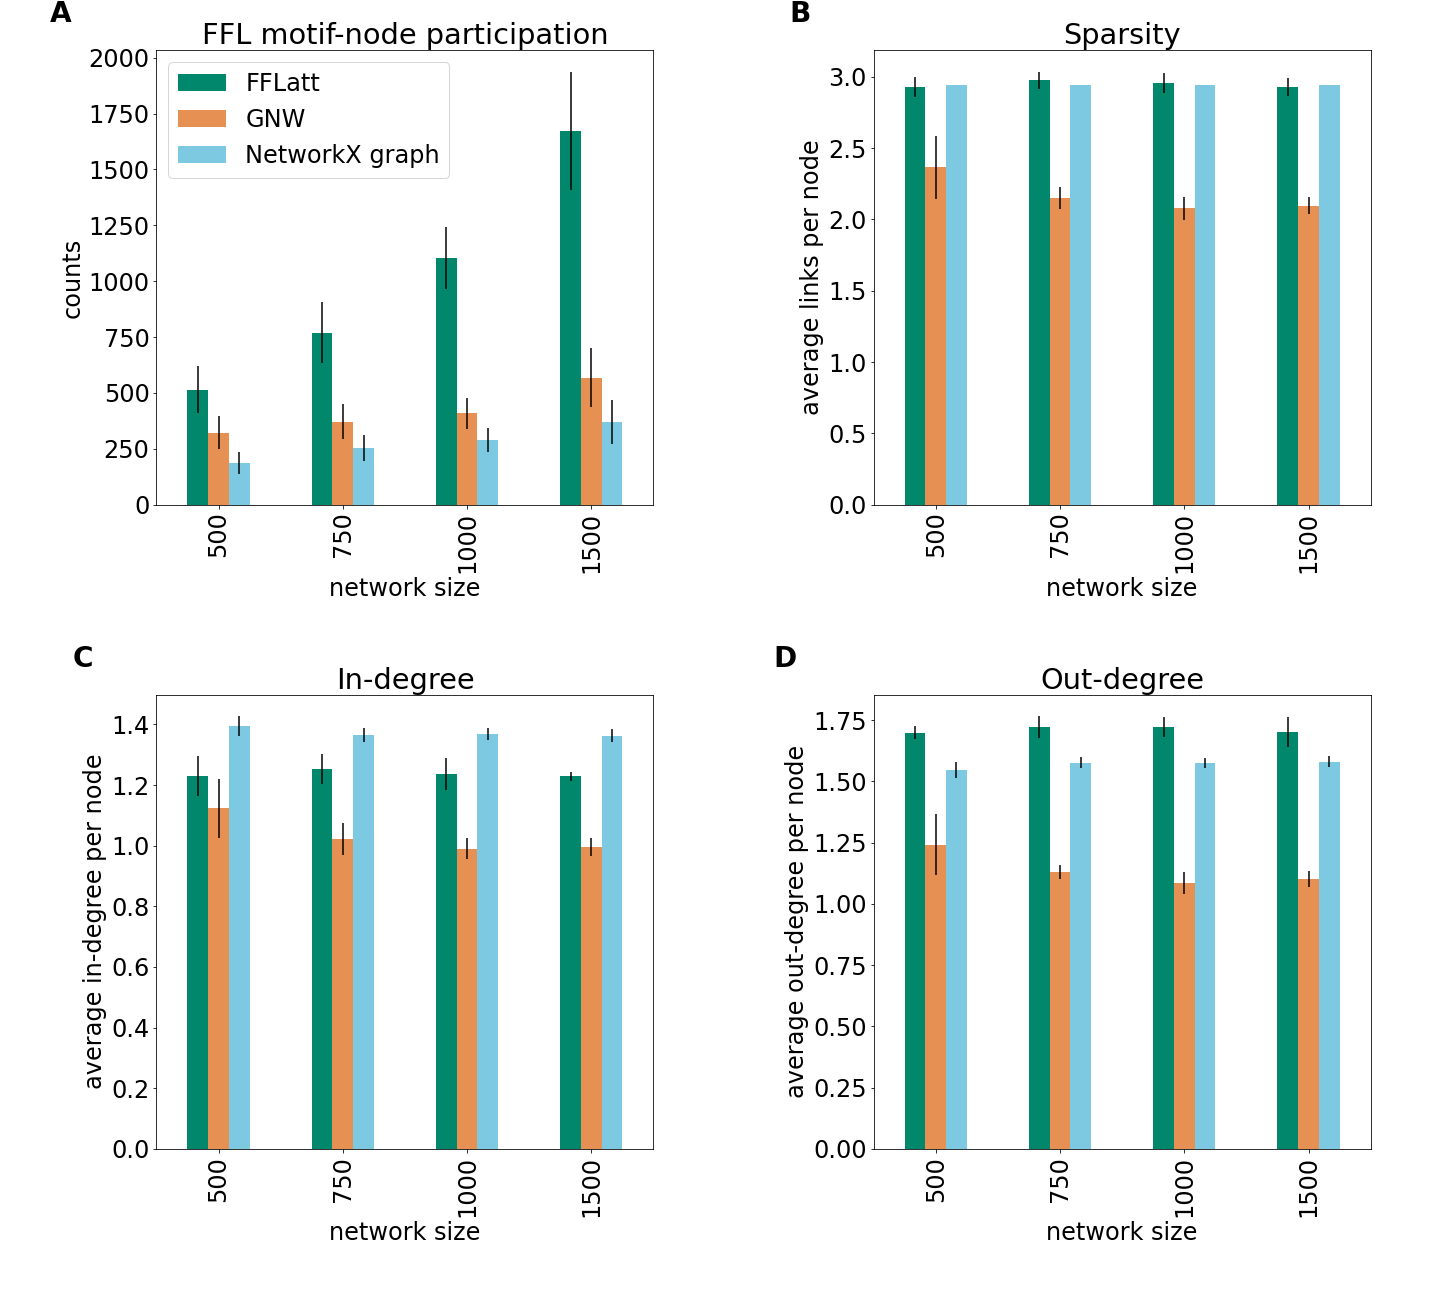 A
FFL motif-node participation
2000
1750
1500
1250
1000
750
500
250
0
counts
FFLatt
GNW
NetworkX graph
500
750
1000
1500
network size
B
Sparsity
3.0
2.5
2.0
1.5
1.0
0.5
0.0
average links per node
500
750
1000
1500
network size
C
In-degree
1.4
1.2
1.0
0.8
0.6
0.4
0.2
0.0
average in-degree per node
500
750
1000
1500
network size
D
Out-degree
1.75
1.50
1.25
1.00
0.75
0.50
0.25
0.00
average out-degree per node
500
750
1000
1500
network size